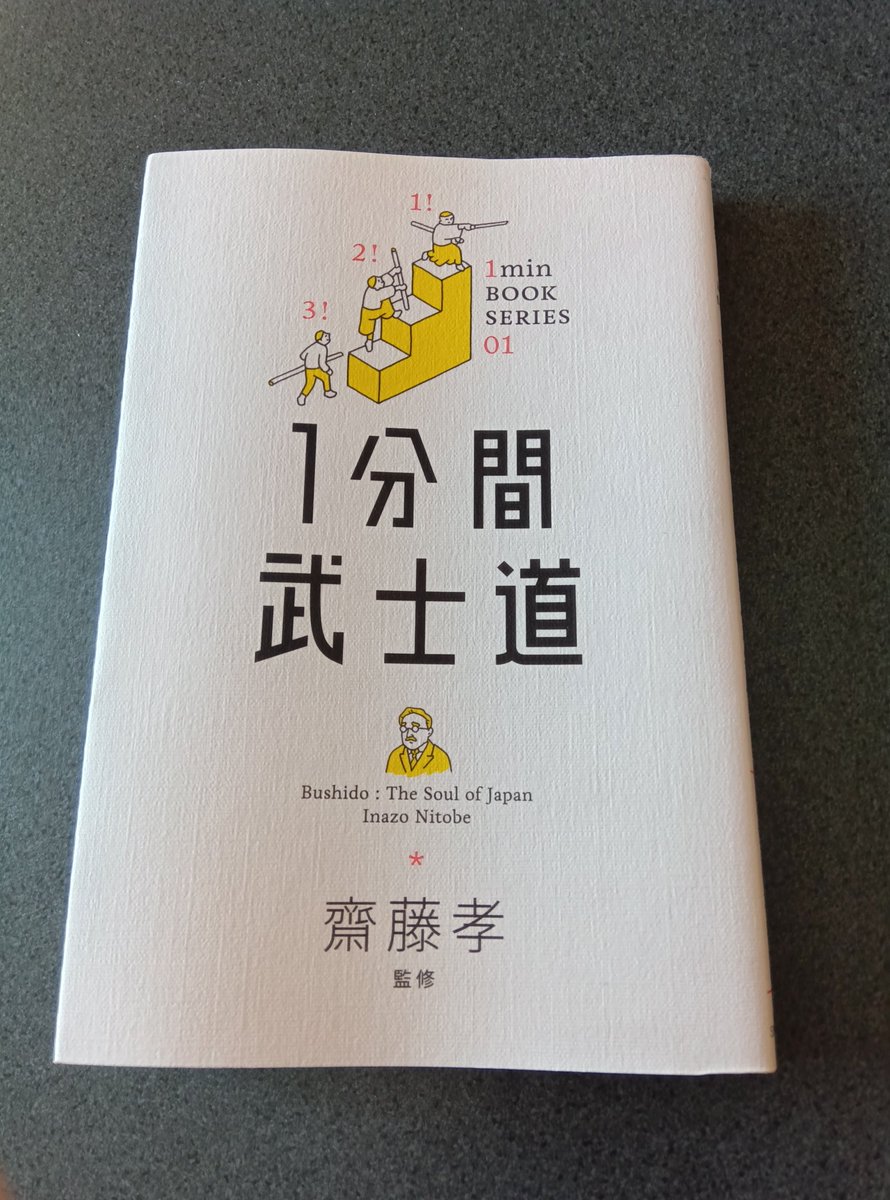 1!
2!
3!
1min
BOOK
SERIES
01
1分間
武士道
Bushido : The Soul of Japan
Inazo Nitobe
*
齋藤孝
監修